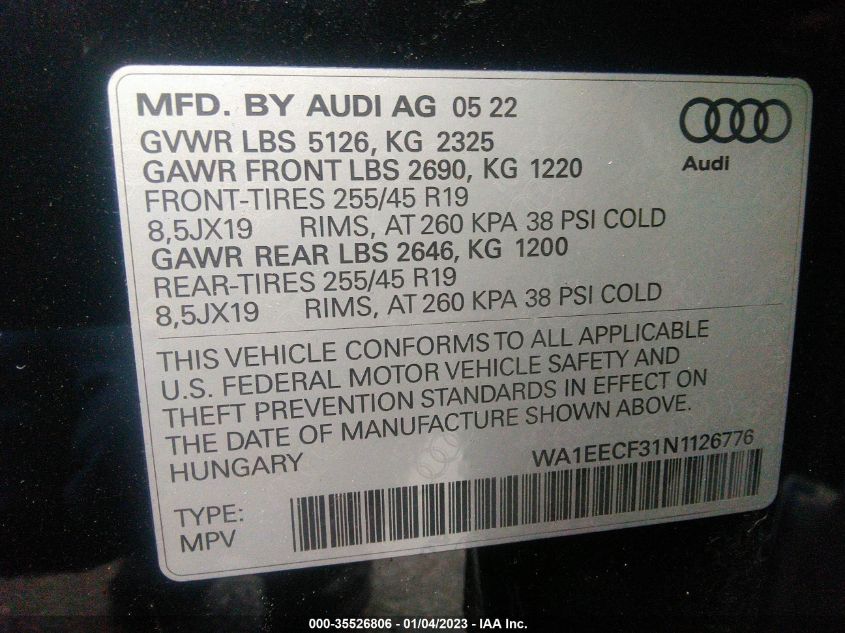 MFD. BY AUDI AG 05 22
GVWR LBS 5126, KG 2325
GAWR FRONT LBS 2690, KG 1220
FRONT-TIRES 255/45 R19
8,5JX19 RIMS, AT 260 KPA 38 PSI COLD
GAWR REAR LBS 2646, KG 1200
REAR-TIRES 255/45 R19
8,5JX19 RIMS, AT 260 KPA 38 PSI COLD
Audi
THIS VEHICLE CONFORMS TO ALL APPLICABLE
U.S. FEDERAL MOTOR VEHICLE SAFETY AND
THEFT PREVENTION STANDARDS IN EFFECT ON
THE DATE OF MANUFACTURE SHOWN ABOVE.
HUNGARY WA1EECF31N1126776
TYPE:
MPV
000-35526806 - 01/04/2023 - IAA Inc.